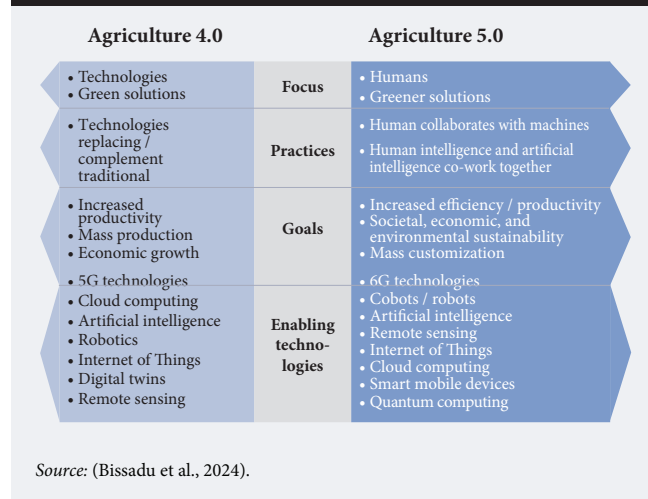 Agriculture 4.0
Agriculture 5.0
• Technologies
• Green solutions
Focus
• Humans
• Greener solutions
• Technologies
replacing /
complement
traditional
Practices
• Human collaborates with machines
• Human intelligence and artificial
intelligence co-work together
• Increased
productivity
• Mass production
• Economic growth
Goals
• Increased efficiency / productivity
• Societal, economic, and
environmental sustainability
• Mass customization
• 5G technologies
• Cloud computing
• Artificial intelligence
• Robotics
• Internet of Things
• Digital twins
• Remote sensing
Enabling
techno-
logies
• 6G technologies
• Cobots / robots
• Artificial intelligence
• Remote sensing
• Internet of Things
• Cloud computing
• Smart mobile devices
• Quantum computing
Source: (Bissadu et al., 2024).